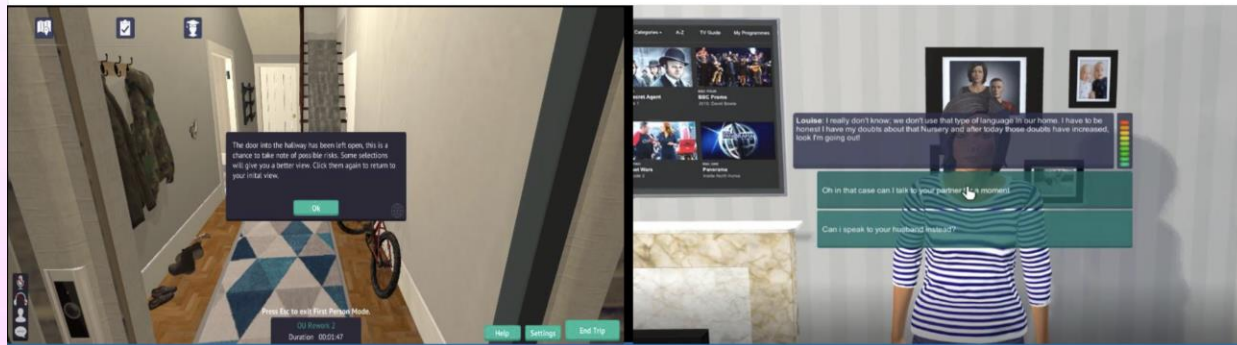 The door into the hallway has been left open, this is a
chance to take note of possible risks. Some selections
will give you a better view. Click them again to return to
your inital view.
Ok
Press Esc to exit First Person Mode.
OU Rework 2
Duration 00:01:47
Help
Settings
End Trip
Categories
A-Z
TV Guide
My Programmes
Secret Agent
BBC Proms
Panorama
Louise: I really don't know, we don't use that type of language in our home. I have to be
honest I have my doubts about that Nursery and after today those doubts have increased,
look I'm going out!
Oh in that case can I talk to your partner for a moment
Can i speak to your husband instead?